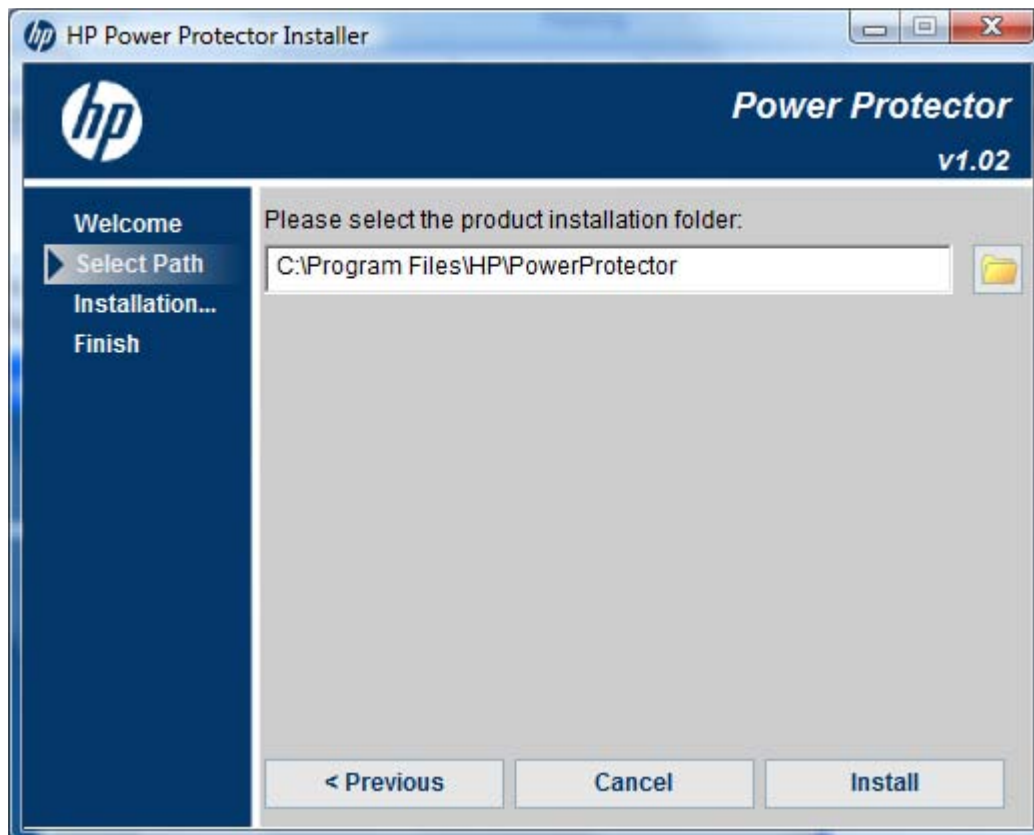 hp HP Power Protector Installer
hp
Power Protector
v1.02
Welcome
Select Path
Installation...
Finish
Please select the product installation folder:
C:\Program Files\HP\PowerProtector
< Previous Cancel Install